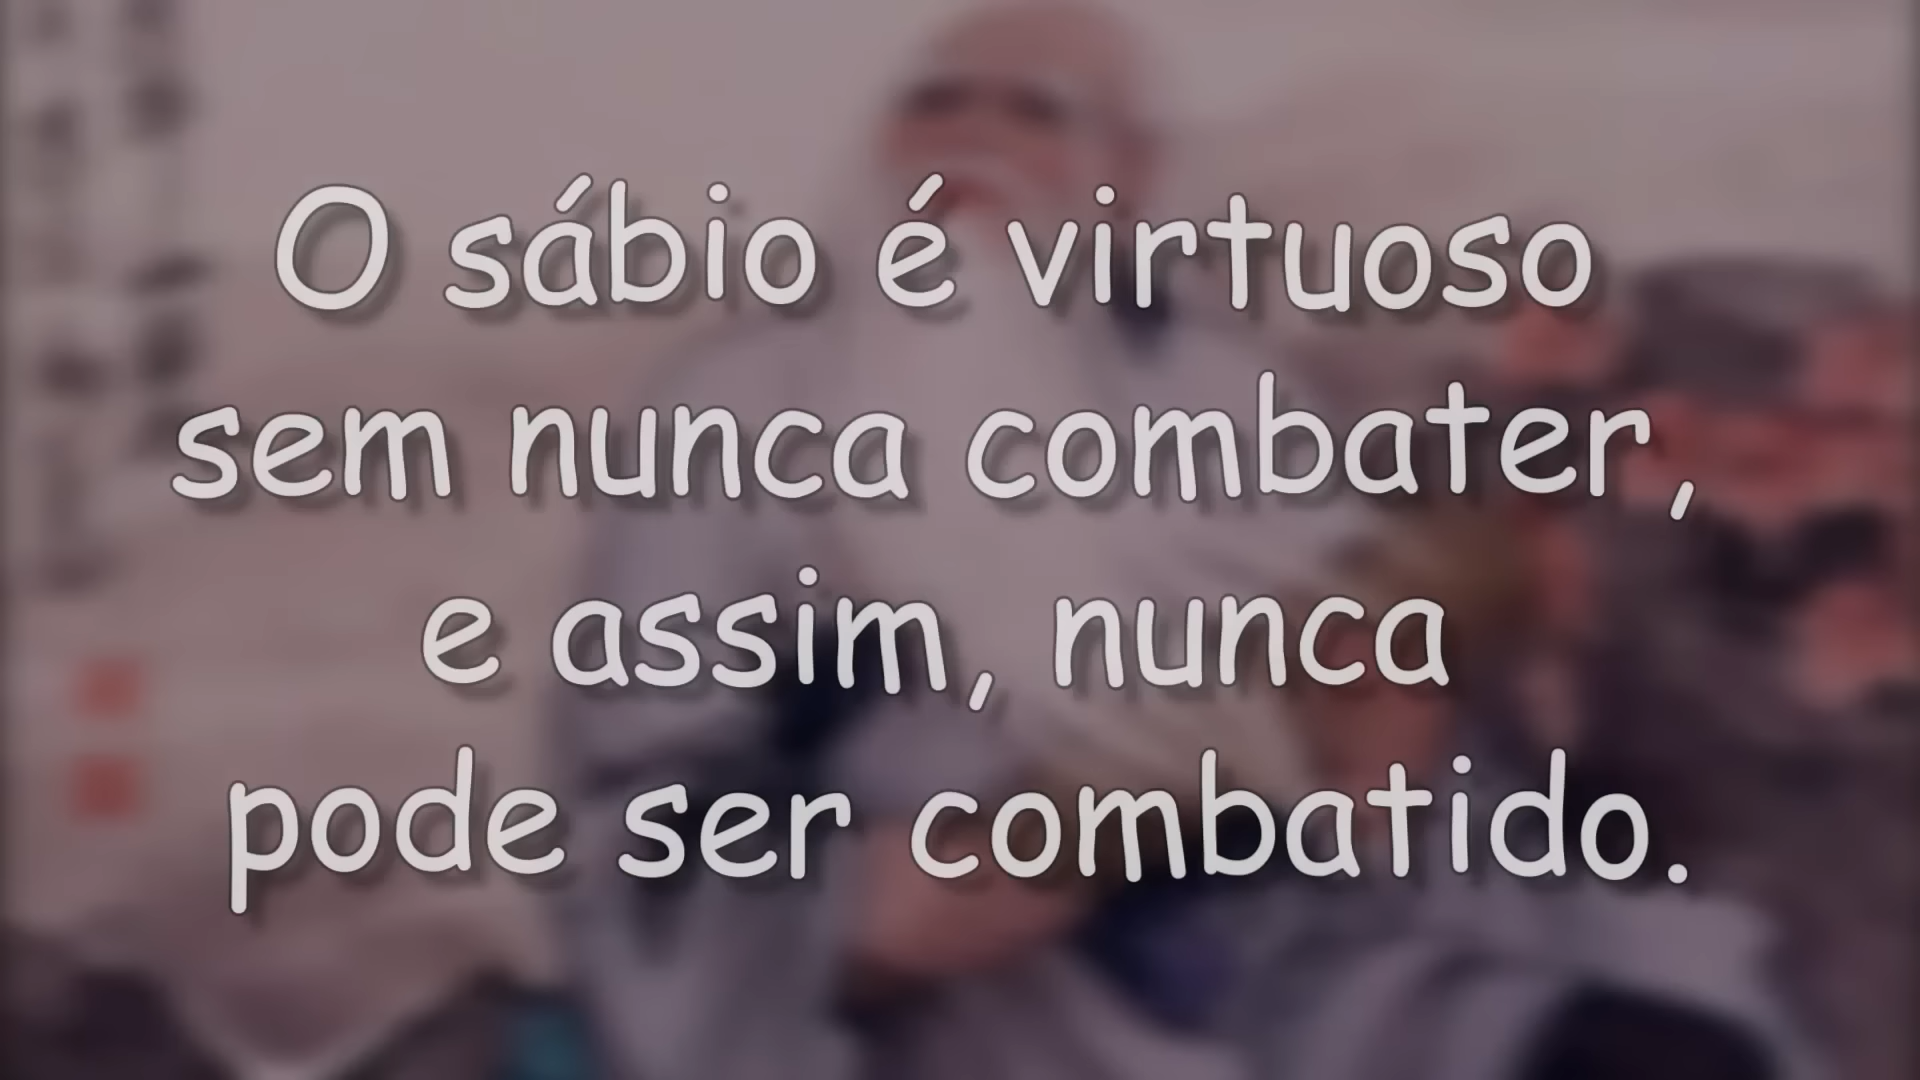 O sábio é virtuoso
sem nunca combater,
e assim, nunca
pode ser combatido.